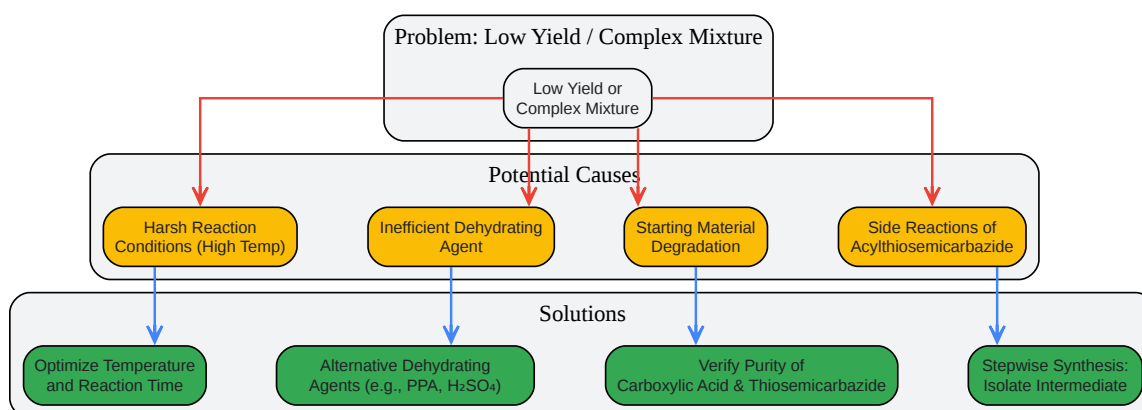 Problem: Low Yield / Complex Mixture
Low Yield or
Complex Mixture
Potential Causes
Harsh Reaction
Conditions (High Temp)
Inefficient Dehydrating
Agent
Starting Material
Degradation
Side Reactions of
Acylthiosemicarbazide
Solutions
Optimize Temperature
and Reaction Time
Alternative Dehydrating
Agents (e.g., PPA, H₂SO₄)
Verify Purity of
Carboxylic Acid & Thiosemicarbazide
Stepwise Synthesis:
Isolate Intermediate